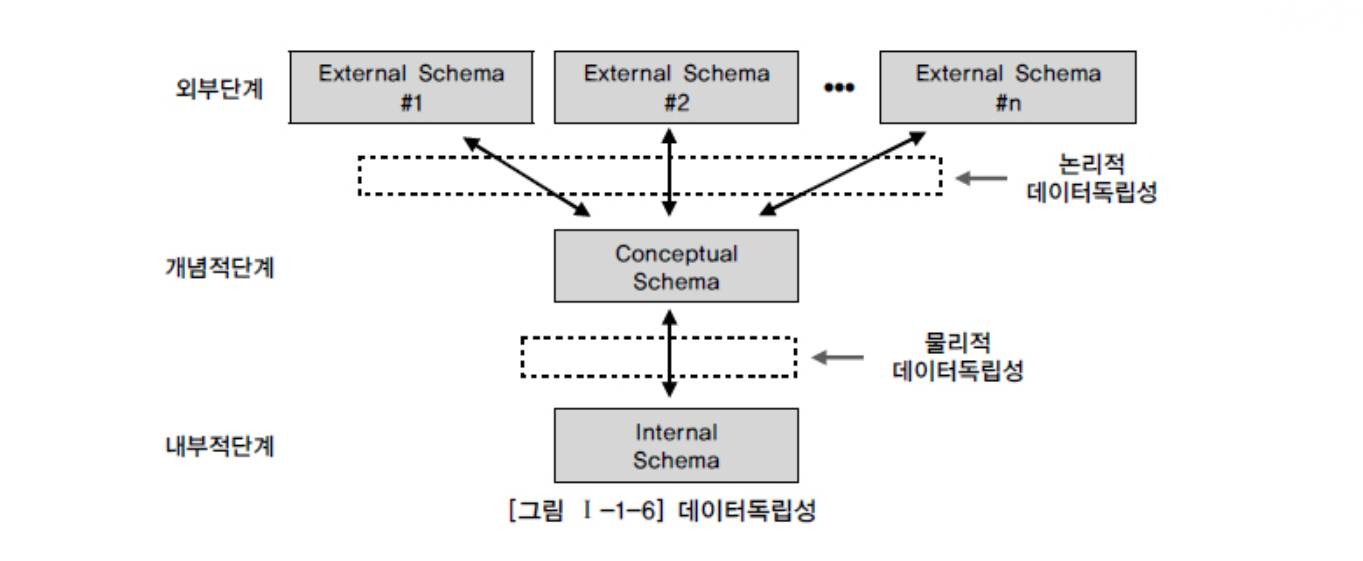 외부단계
External Schema
#1
External Schema
#2
•••
External Schema
#n
논리적
데이터독립성
개념적단계
Conceptual
Schema
물리적
데이터독립성
내부적단계
Internal
Schema
[그림 Ⅰ-1-6] 데이터독립성